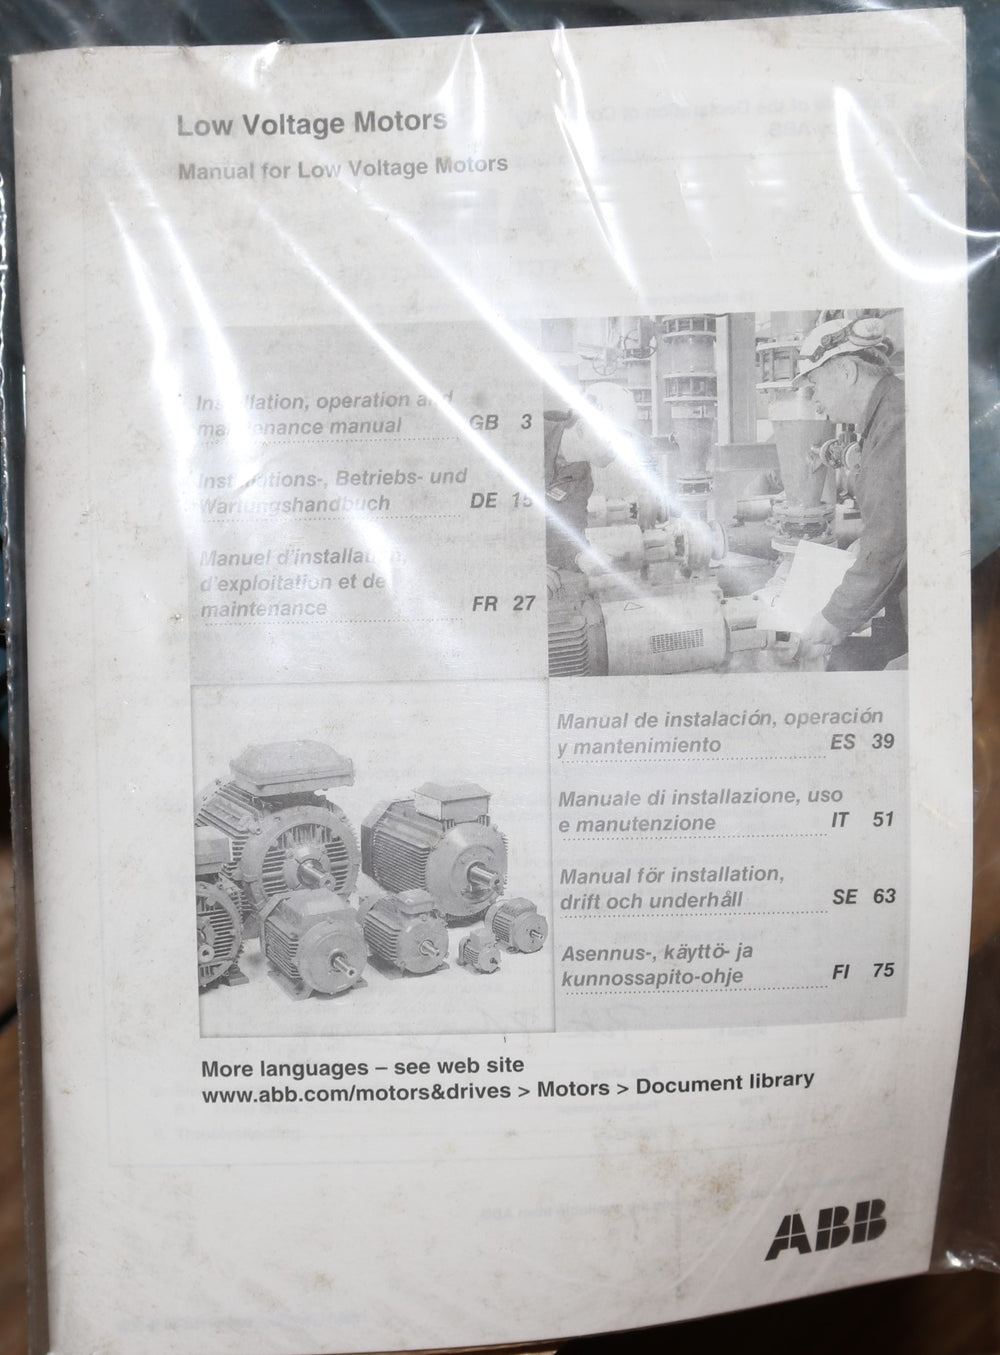 Low Voltage Motors
Manual for Low Voltage Motors
Installation, operation and
maintenance manual GB 3
Installations-, Betriebs- und
Wartungshandbuch DE 15
Manuel d'installation,
d'exploitation et de
maintenance FR 27
Manual de instalación, operación
y mantenimiento ES 39
Manuale di installazione, uso
e manutenzione IT 51
Manual för installation,
drift och underhåll SE 63
Asennus-, käyttö- ja
kunnossapito-ohje FI 75
More languages – see web site
www.abb.com/motors&drives > Motors > Document library
ABB